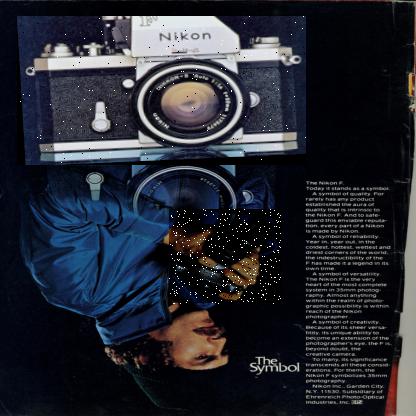 Nikon
The Nikon F.
Today it stands as a symbol.
A symbol of quality. For
rarely has any product
established the aura of
quality that is intrinsic to
the Nikon F. And to safe-
guard this enviable reputa-
tion, every part of a Nikon
is made by Nikon.
A symbol of reliability.
Year in, year out, in the
coldest, hottest, wettest and
driest corners of the world,
the indestructibility of the
F has made it a legend in its
own time.
A symbol of versatility.
The Nikon F is the very
heart of the most complete
system in 35mm photog-
raphy. Almost anything
within the realm of photo-
graphic possibility is within
reach of the Nikon
photographer.
A symbol of creativity.
Because of its sheer versa-
tility, its unique ability to
become an extension of the
photographer's eye, the F is,
beyond doubt, the
creative camera.
To many, its significance
transcends all these consid-
erations. For them, the
Nikon F symbolizes 35mm
photography.
Nikon Inc., Garden City,
N.Y. 11530. Subsidiary of
Ehrenreich Photo-Optical
Industries, Inc.
The
Symbol